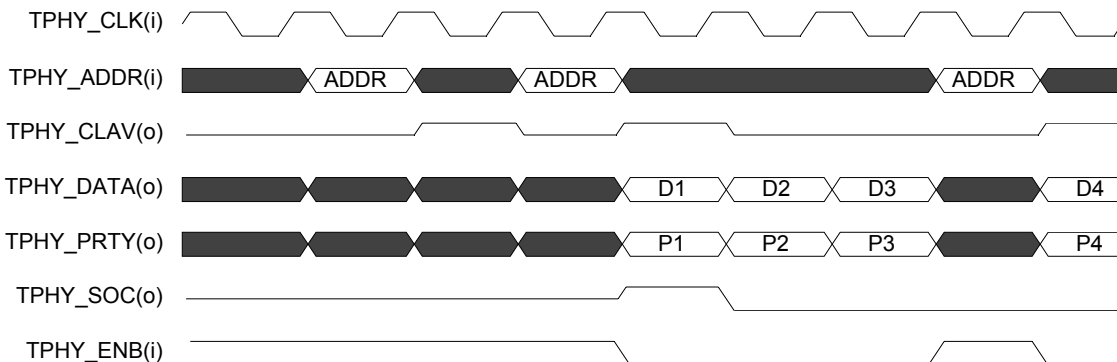 TPHY_CLK(i)
TPHY_ADDR(i) ADDR ADDR ADDR
TPHY_CLAV(o)
TPHY_DATA(o) D1 D2 D3 D4
TPHY_PRTY(o) P1 P2 P3 P4
TPHY_SOC(o)
TPHY_ENB(i)